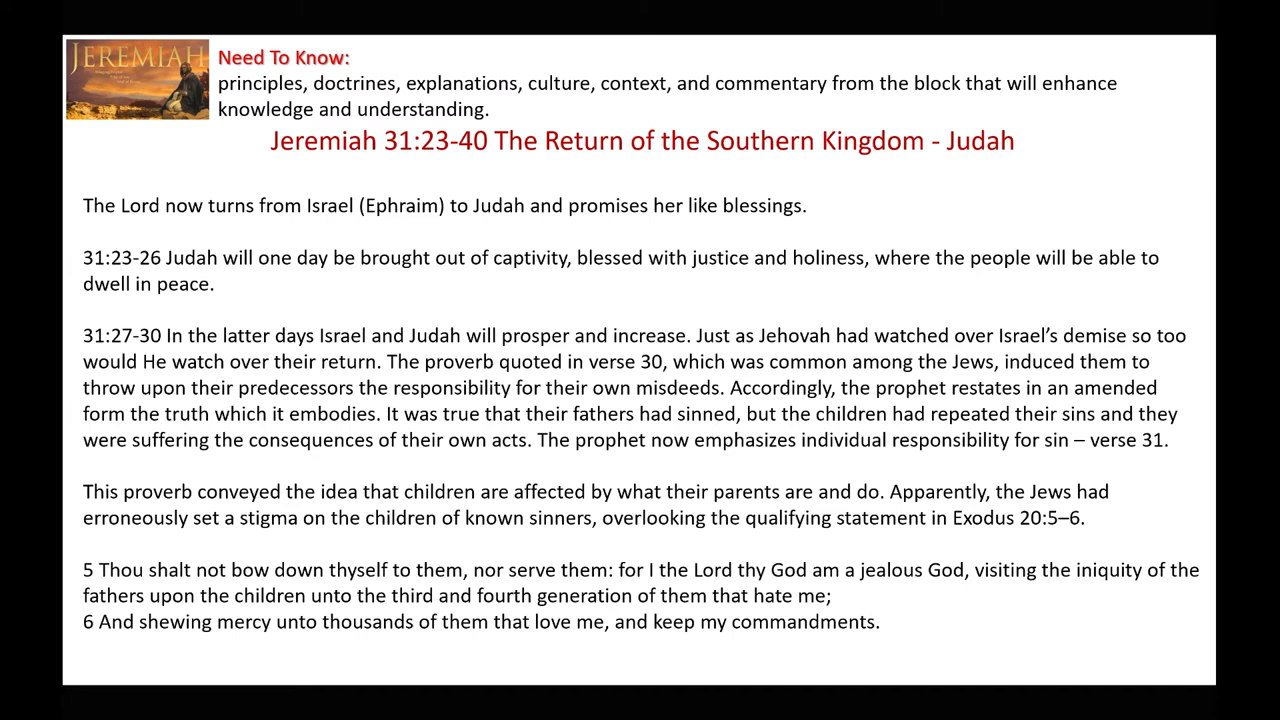 JEREMIAH
Need To Know:
principles, doctrines, explanations, culture, context, and commentary from the block that will enhance
knowledge and understanding.
Jeremiah 31:23-40 The Return of the Southern Kingdom - Judah
The Lord now turns from Israel (Ephraim) to Judah and promises her like blessings.
31:23-26 Judah will one day be brought out of captivity, blessed with justice and holiness, where the people will be able to
dwell in peace.
31:27-30 In the latter days Israel and Judah will prosper and increase. Just as Jehovah had watched over Israel’s demise so too
would He watch over their return. The proverb quoted in verse 30, which was common among the Jews, induced them to
throw upon their predecessors the responsibility for their own misdeeds. Accordingly, the prophet restates in an amended
form the truth which it embodies. It was true that their fathers had sinned, but the children had repeated their sins and they
were suffering the consequences of their own acts. The prophet now emphasizes individual responsibility for sin – verse 31.
This proverb conveyed the idea that children are affected by what their parents are and do. Apparently, the Jews had
erroneously set a stigma on the children of known sinners, overlooking the qualifying statement in Exodus 20:5–6.
5 Thou shalt not bow down thyself to them, nor serve them: for I the Lord thy God am a jealous God, visiting the iniquity of the
fathers upon the children unto the third and fourth generation of them that hate me;
6 And shewing mercy unto thousands of them that love me, and keep my commandments.